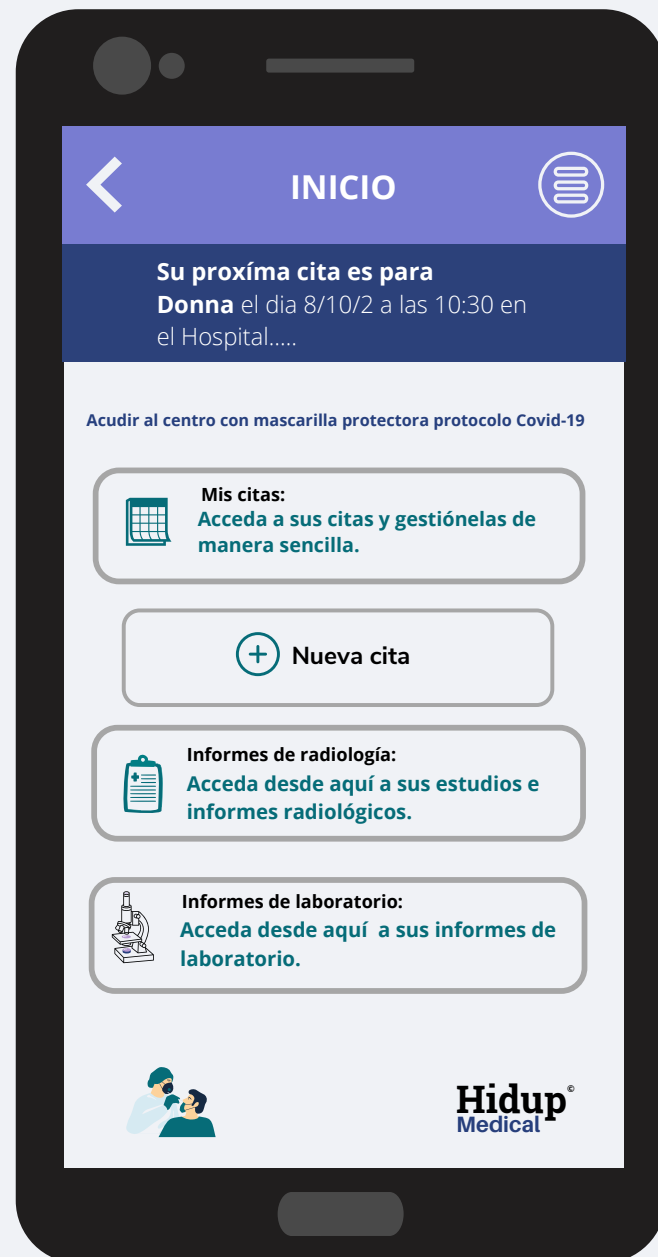 INICIO
Su proxíma cita es para
Donna el dia 8/10/2 a las 10:30 en
el Hospital.....
Acudir al centro con mascarilla protectora protocolo Covid-19
Mis citas:
Acceda a sus citas y gestiónelas de
manera sencilla.
Nueva cita
Informes de radiología:
Acceda desde aquí a sus estudios e
informes radiológicos.
Informes de laboratorio:
Acceda desde aquí  a sus informes de
laboratorio.
Hidup©
Medical